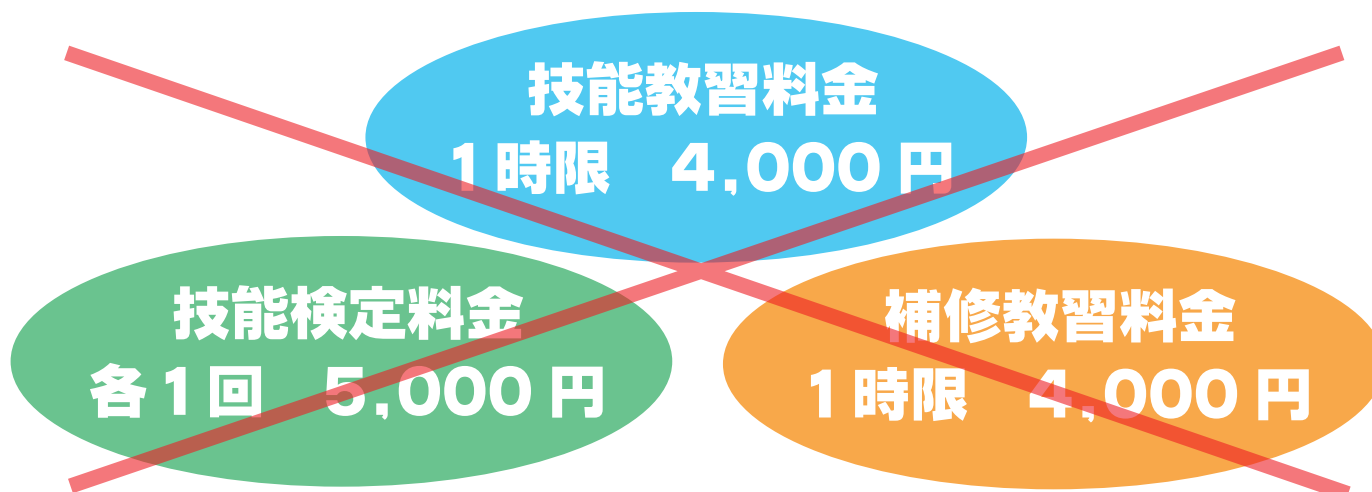 技能教習料金
1時限　4,000円
技能検定料金
各1回　5,000円
補修教習料金
1時限　4,000円